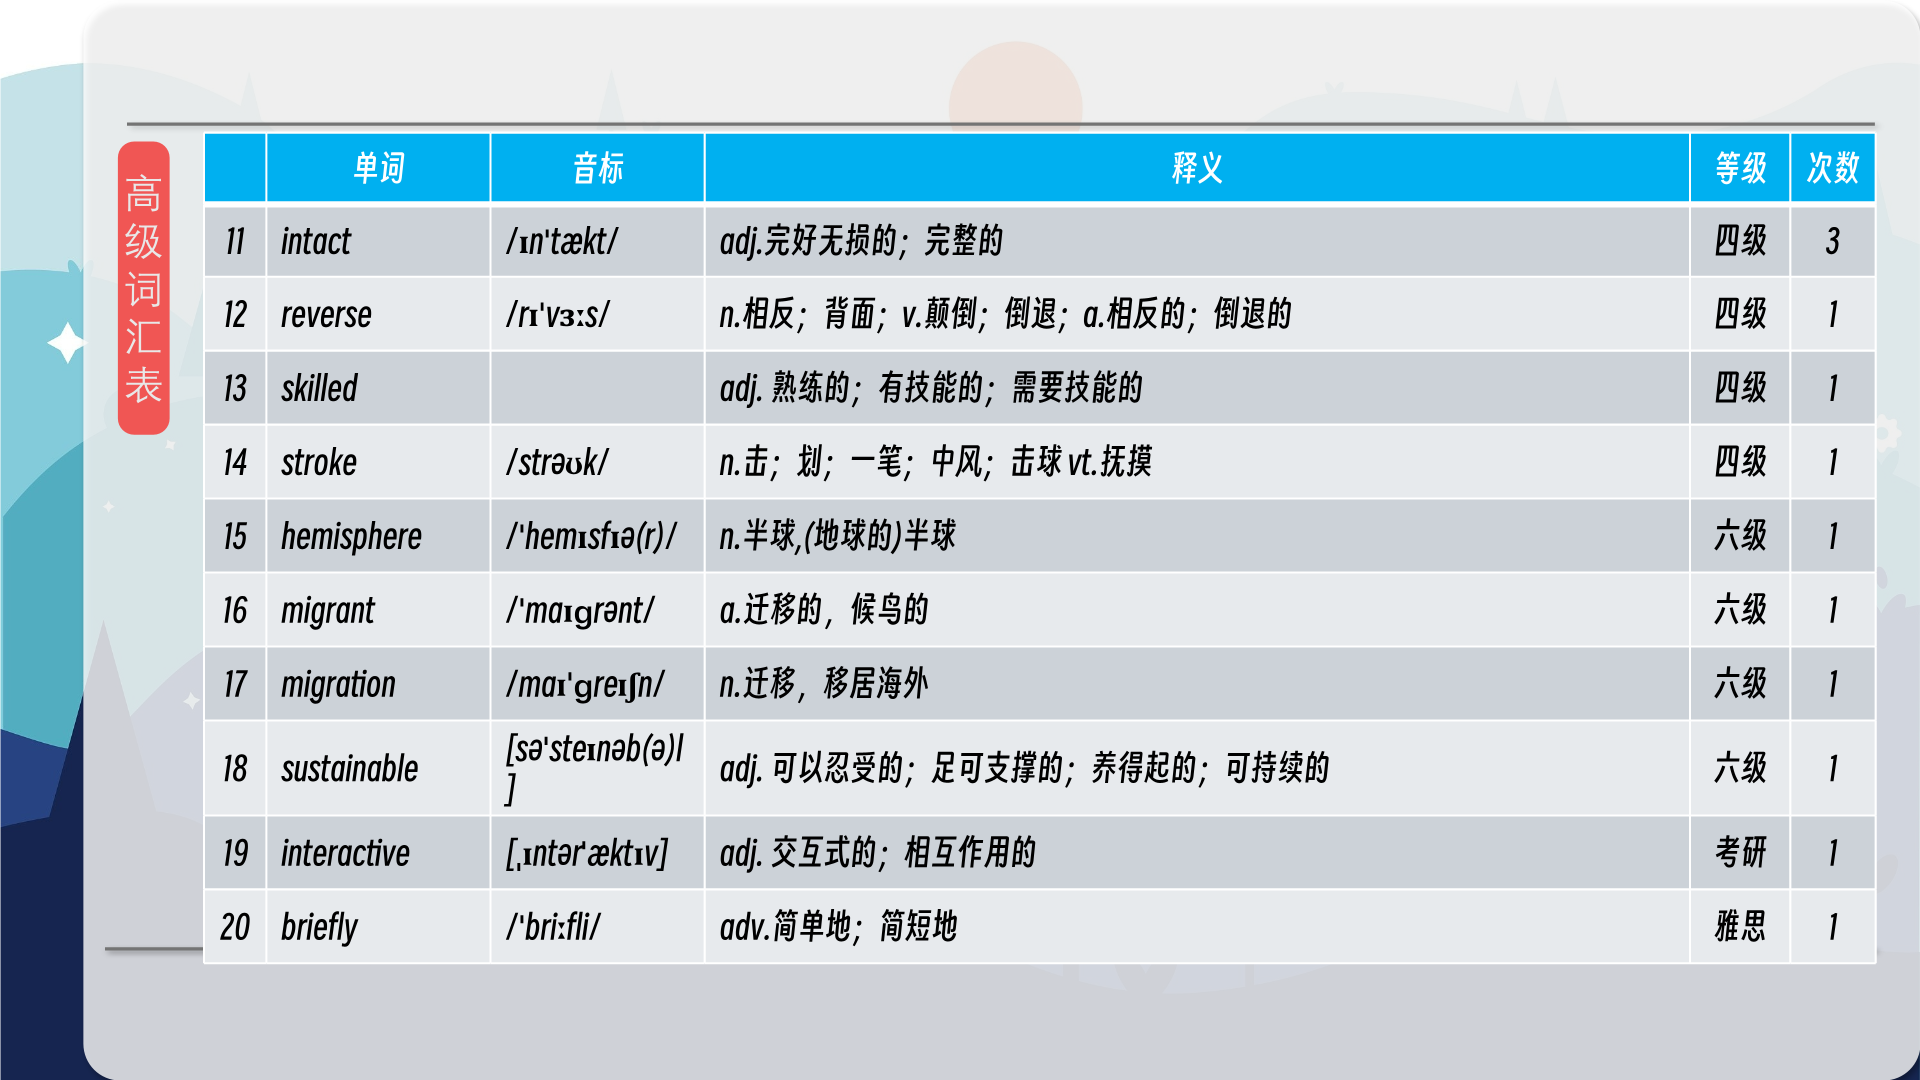 高级词汇表
单词 音标 释义 等级 次数
11 intact /ɪn'tækt/ adj.完好无损的；完整的 四级 3
12 reverse /rɪ'vɜːs/ n.相反；背面；v.颠倒；倒退；a.相反的；倒退的 四级 1
13 skilled adj. 熟练的；有技能的；需要技能的 四级 1
14 stroke /strəʊk/ n.击；划；一笔；中风；击球 vt.抚摸 四级 1
15 hemisphere /'hemɪsfɪə(r)/ n.半球,(地球的)半球 六级 1
16 migrant /'maɪɡrənt/ a.迁移的，候鸟的 六级 1
17 migration /maɪ'ɡreɪʃn/ n.迁移，移居海外 六级 1
18 sustainable [sə'steɪnəb(ə)l
] adj. 可以忍受的；足可支撑的；养得起的；可持续的 六级 1
19 interactive [ˌɪntər'æktɪv] adj. 交互式的；相互作用的 考研 1
20 briefly /'briːfli/ adv.简单地；简短地 雅思 1